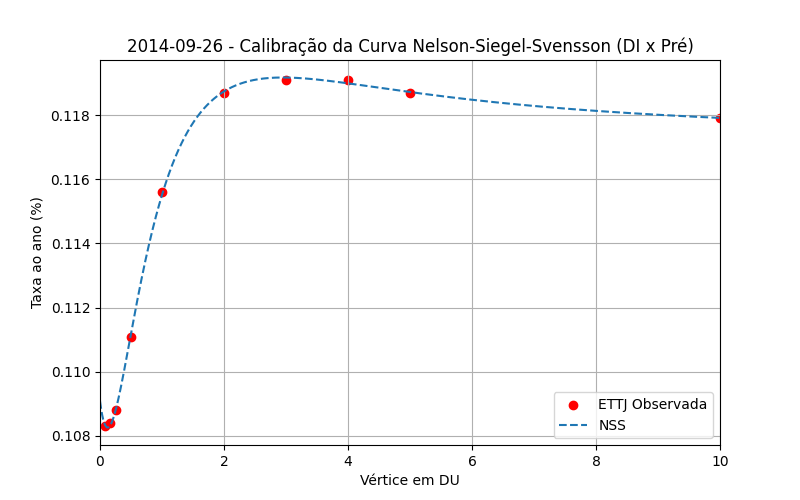 2014-09-26 - Calibração da Curva Nelson-Siegel-Svensson (DI x Pré)
Taxa ao ano (%)
0.118
0.116
0.114
0.112
0.110
0.108
ETTJ Observada
NSS
0 2 4 6 8 10
Vértice em DU